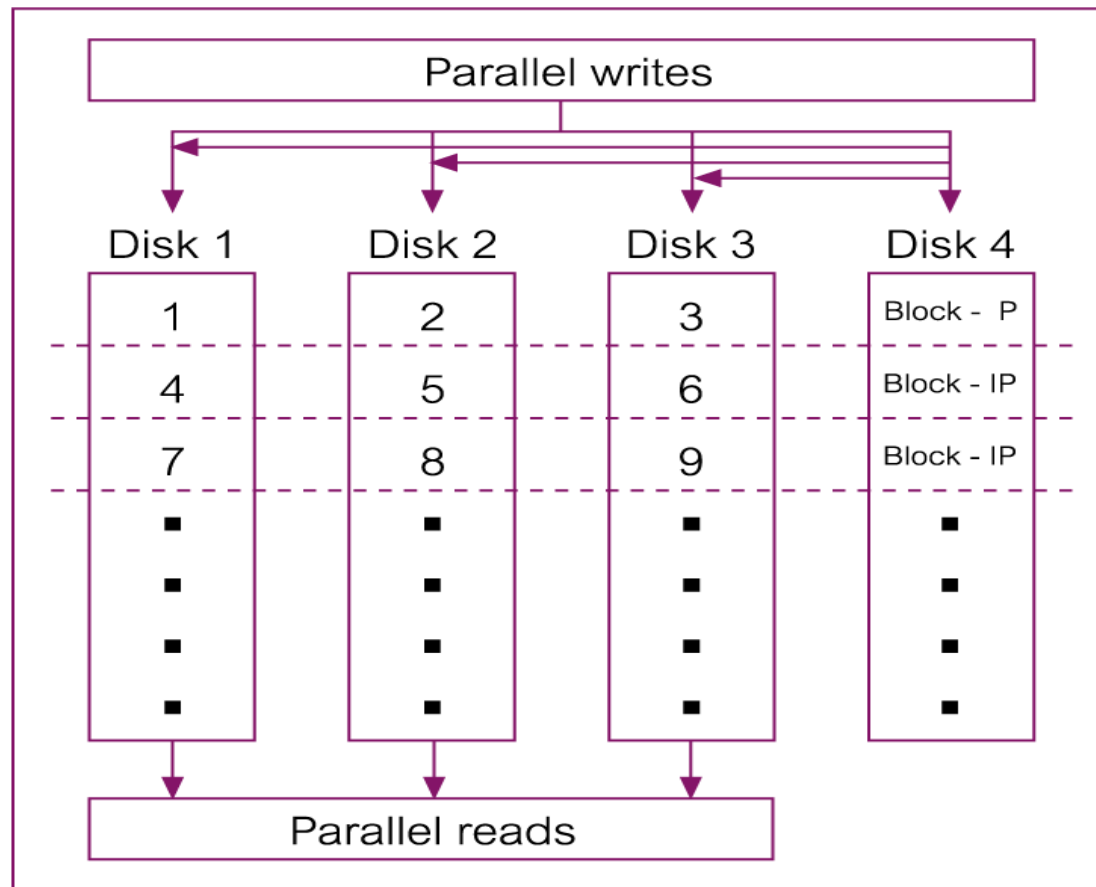 Parallel writes
Disk 1 Disk 2 Disk 3 Disk 4
1 2 3 Block - P
4 5 6 Block - IP
7 8 9 Block - IP
Parallel reads